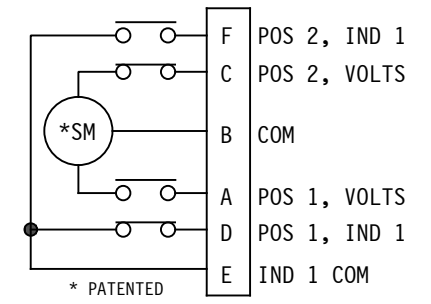 F POS 2, IND 1
C POS 2, VOLTS
*SM B COM
A POS 1, VOLTS
D POS 1, IND 1
E IND 1 COM
* PATENTED